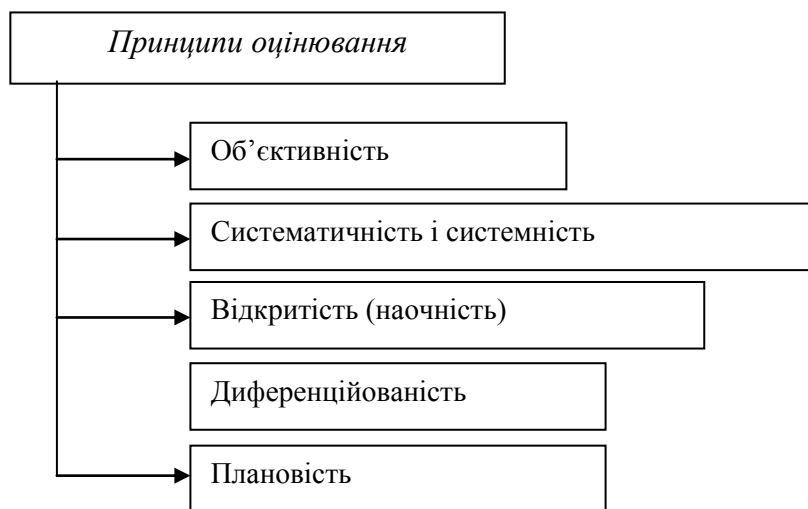 Принципи оцінювання
Об’єктивність
Систематичність і системність
Відкритість (наочність)
Диференційованість
Плановість